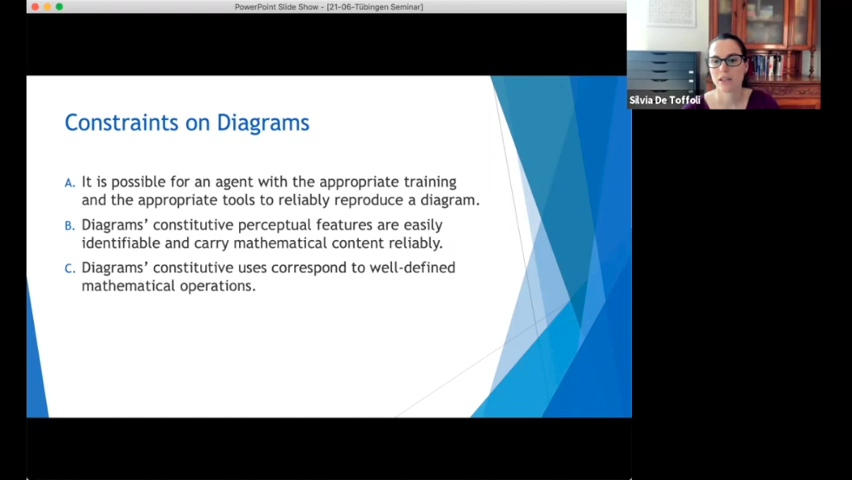 PowerPoint Slide Show - [21-06-Tübingen Seminar]
Silvia De Toffoli
Constraints on Diagrams
A. It is possible for an agent with the appropriate training
and the appropriate tools to reliably reproduce a diagram.
B. Diagrams' constitutive perceptual features are easily
identifiable and carry mathematical content reliably.
C. Diagrams' constitutive uses correspond to well-defined
mathematical operations.